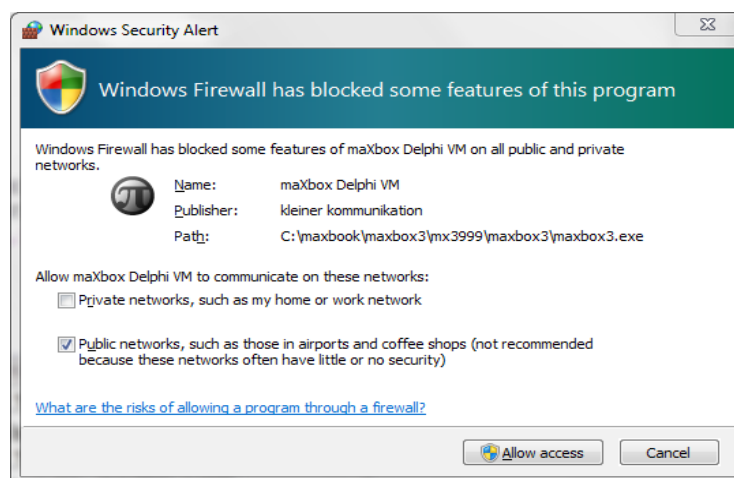 Windows Security Alert
Windows Firewall has blocked some features of this program
Windows Firewall has blocked some features of maXbox Delphi VM on all public and private
networks.
Name: maXbox Delphi VM
Publisher: kleiner kommunikation
Path: C:\maxbook\maxbox3\mx3999\maxbox3\maxbox3.exe
Allow maXbox Delphi VM to communicate on these networks:
Private networks, such as my home or work network
Public networks, such as those in airports and coffee shops (not recommended
because these networks often have little or no security)
What are the risks of allowing a program through a firewall?
Allow access Cancel